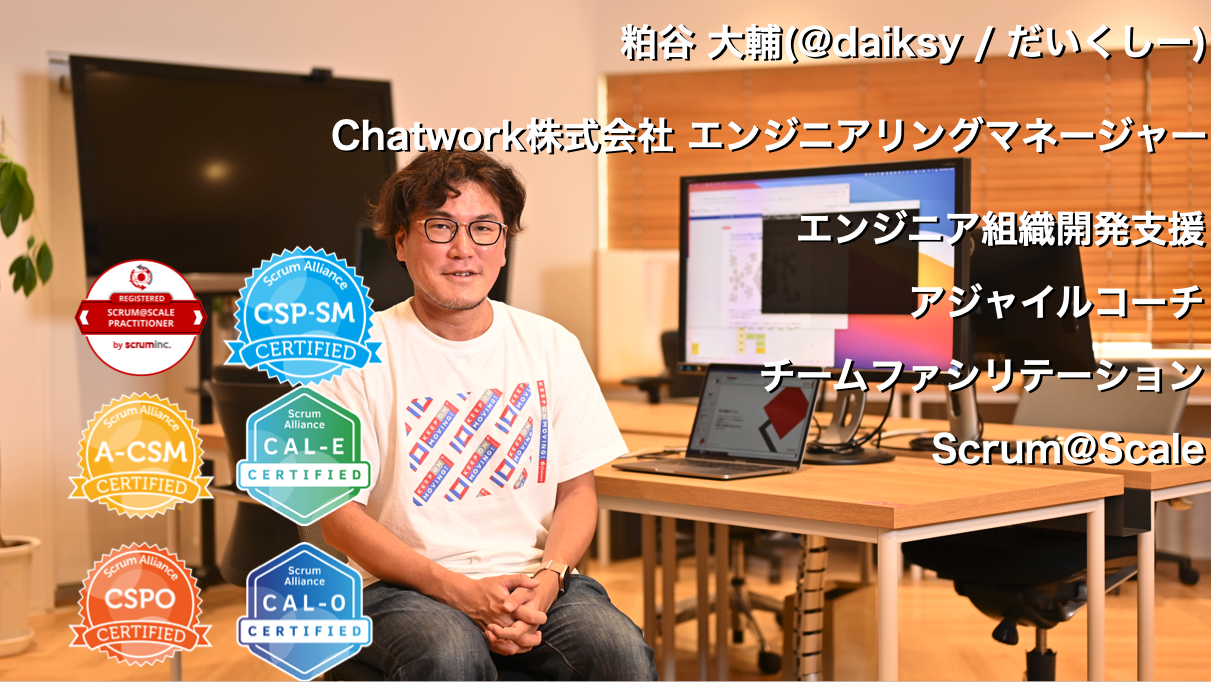 粕谷 大輔(@daiksy / だいくしー)
Chatwork株式会社 エンジニアリングマネージャー
エンジニア組織開発支援
アジャイルコーチ
チームファシリテーション
Scrum@Scale
REGISTERED
SCRUM@SCALE
PRACTITIONER
by scruminc.
Scrum Alliance
CSP-SM
CERTIFIED
Scrum Alliance
A-CSM
CERTIFIED
Scrum
Alliance
CAL-E
CERTIFIED
Scrum Alliance
CSPO
CERTIFIED
Scrum
Alliance
CAL-O
CERTIFIED
KEEP ON
MOVING!